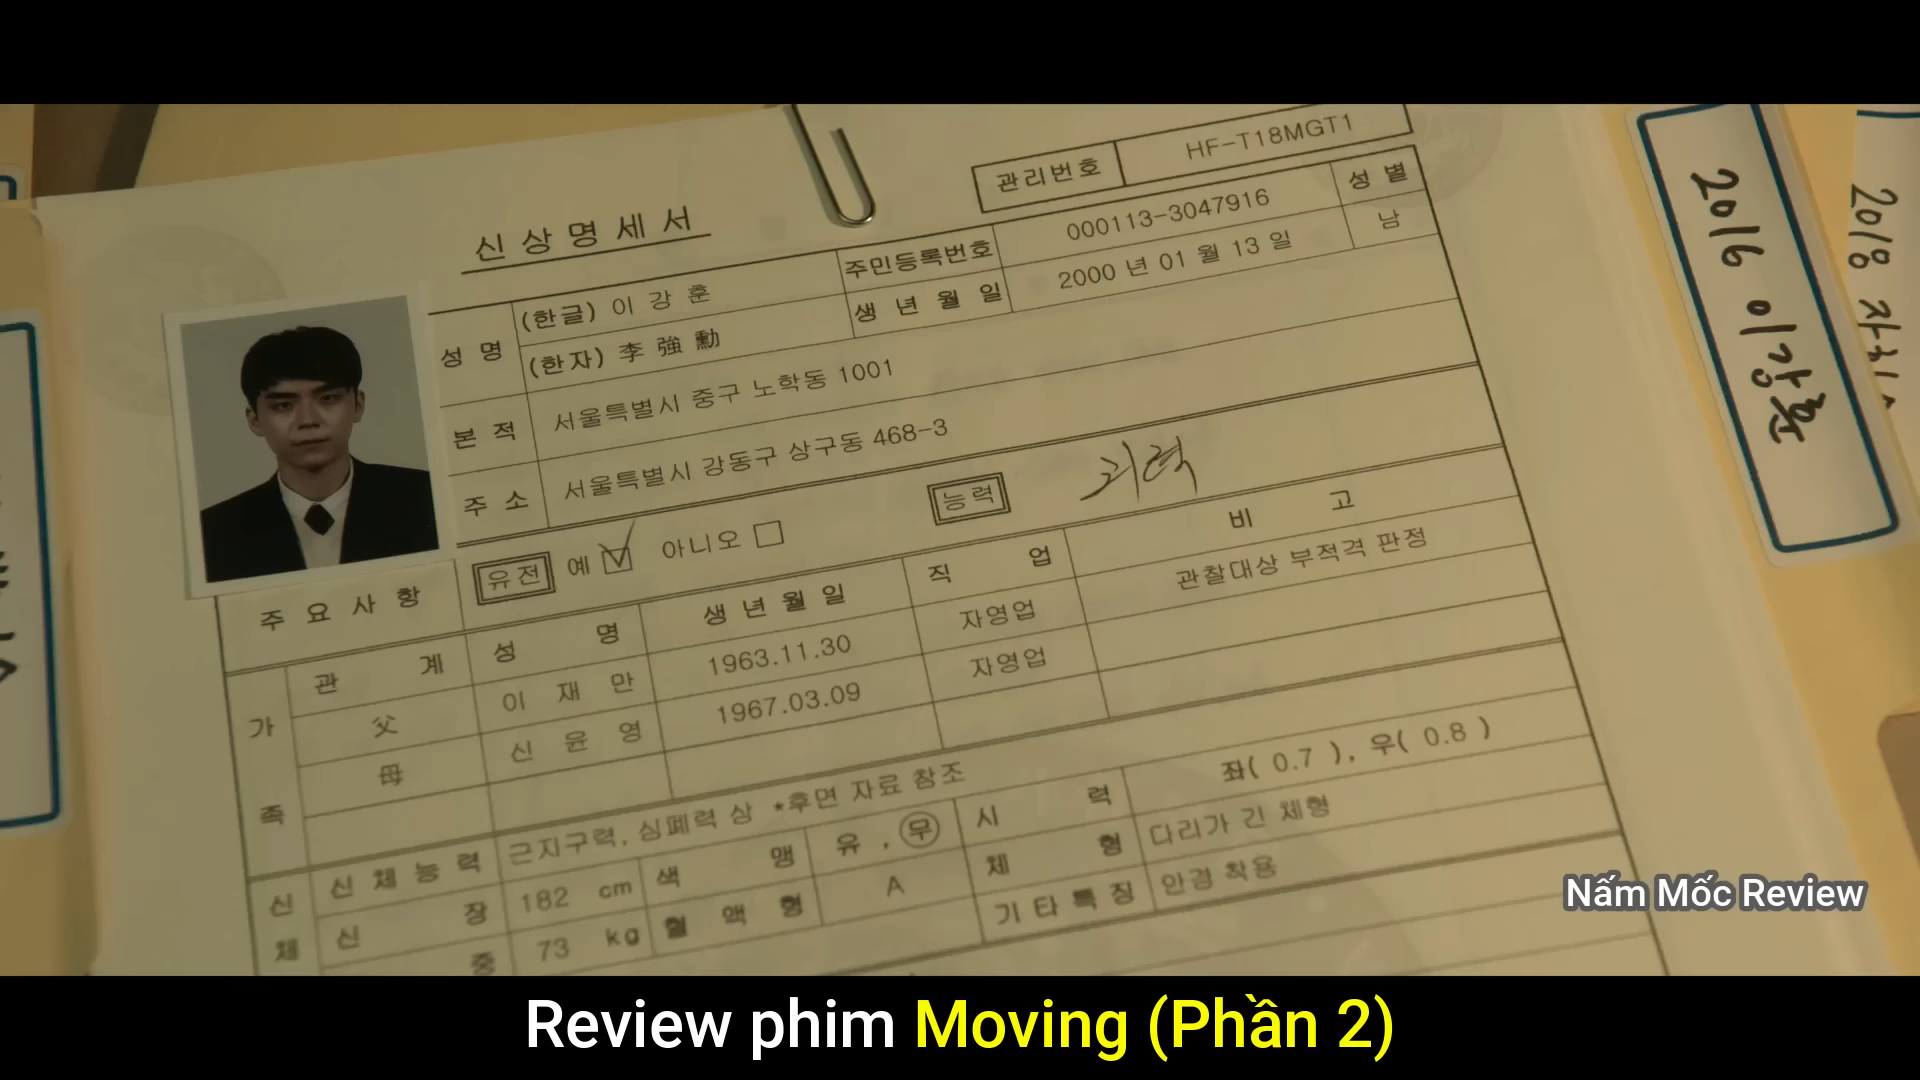 관리번호 HF-T18MGT1
신상명세서
성명 (한글) 이강훈 주민등록번호 000113-3047916 성별
(한자) 李強勳 생년월일 2000 년 01 월 13 일 남
본적 서울특별시 중구 노학동 1001
주소 서울특별시 강동구 상구동 468-3
주요사항 유전 예 ☑ 아니오 □ 능력 괴력
가족 관계 성명 생년월일 직업 비고
父 이재만 1963.11.30 자영업 관찰대상 부적격 판정
母 신윤영 1967.03.09 자영업
신체 신체능력 근지구력, 심폐력 상 *후면 자료 참조
신장 182 cm 색맹 유, 무 시력 좌( 0.7 ), 우( 0.8 )
중 73 kg 혈액형 A 체형 다리가 긴 체형
기타특징 안경 착용
2016 이강훈
2018
Nấm Mốc Review
Review phim Moving (Phần 2)